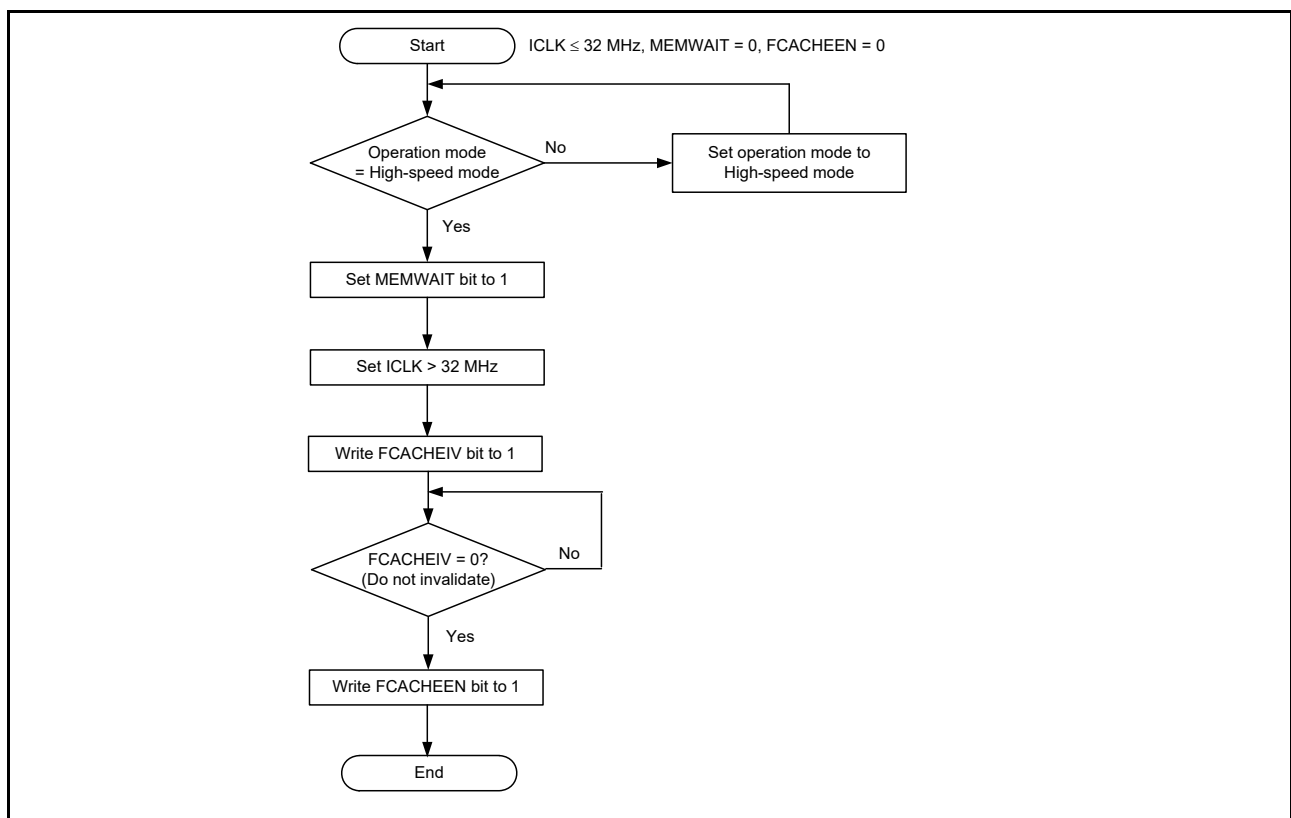 Start
ICLK ≤ 32 MHz, MEMWAIT = 0, FCACHEEN = 0
Operation mode
= High-speed mode
No
Set operation mode to
High-speed mode
Yes
Set MEMWAIT bit to 1
Set ICLK > 32 MHz
Write FCACHEIV bit to 1
FCACHEIV = 0?
(Do not invalidate)
No
Yes
Write FCACHEEN bit to 1
End